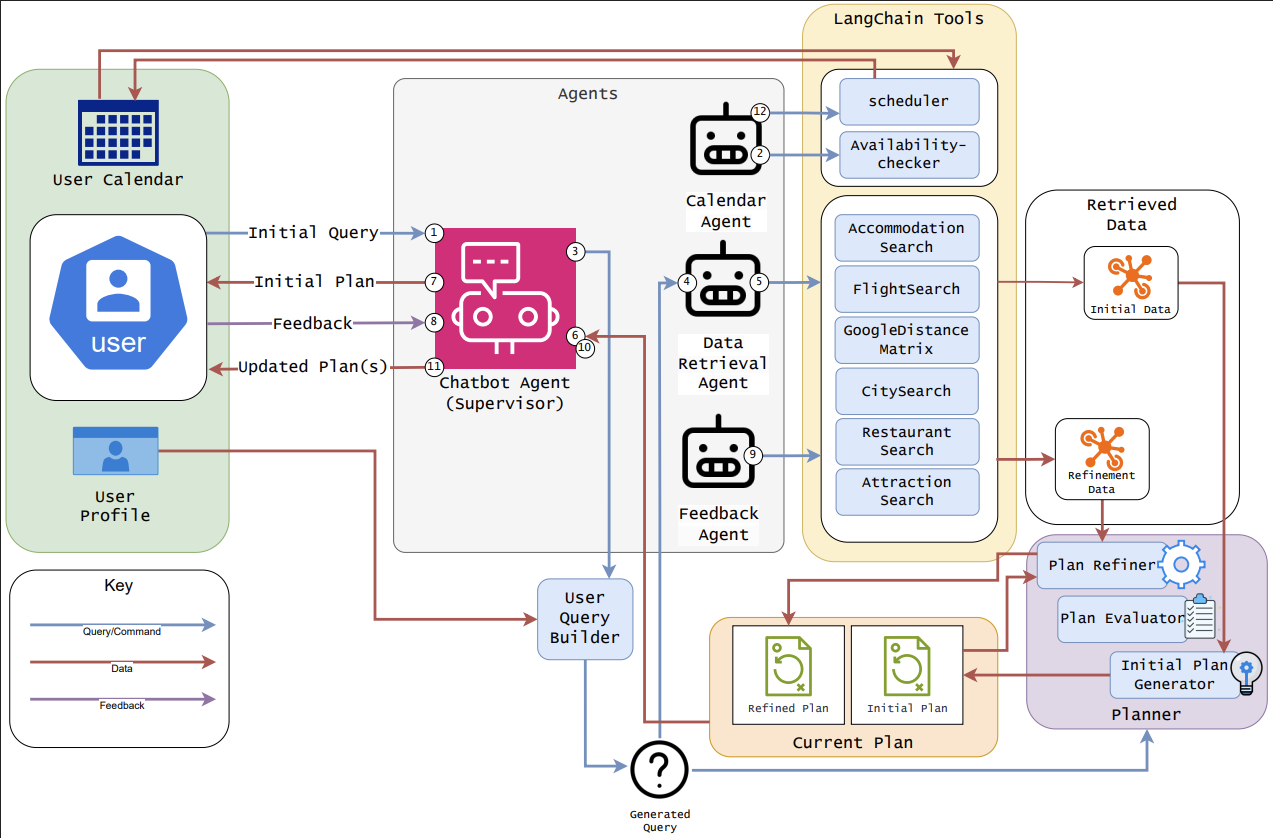 LangChain Tools
Agents
scheduler
Availability-
checker
User Calendar
Calendar
Agent
12
2
Retrieved
Data
Initial Query
1
3
Accommodation
Search
Initial Plan
7
4
5
FlightSearch
Initial Data
Feedback
8
6
10
GoogleDistance
Matrix
user
Data
Retrieval
Agent
Updated Plan(s)
11
Chatbot Agent
(Supervisor)
CitySearch
Restaurant
Search
9
Refinement
Data
Attraction
Search
User
Profile
Feedback
Agent
Key
Query/Command
Data
Feedback
User
Query
Builder
Plan Refiner
Plan Evaluator
Initial Plan
Generator
Planner
Refined Plan
Initial Plan
Current Plan
?
Generated
Query